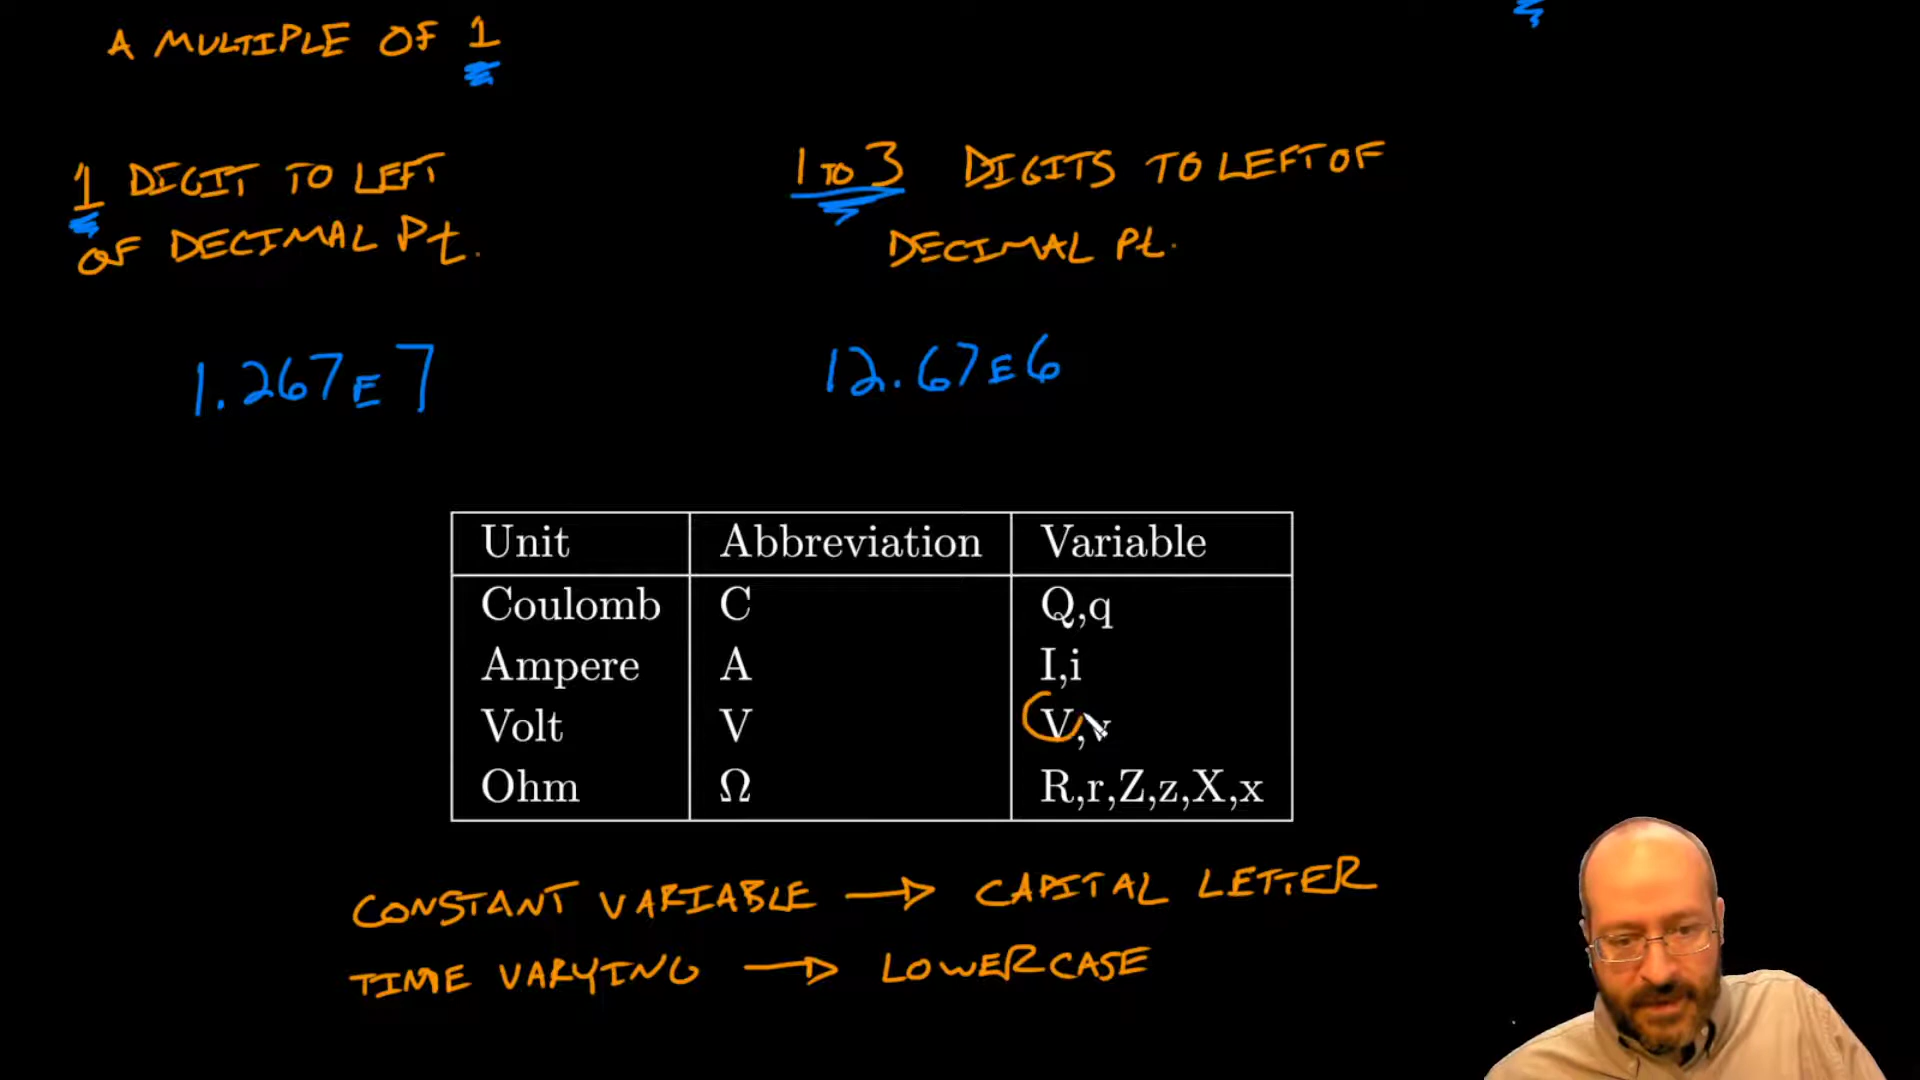 A MULTIPLE OF 1
1 DIGIT TO LEFT
OF DECIMAL Pt.
1 TO 3 DIGITS TO LEFT OF
DECIMAL Pt.
1.267E7
12.67E6
Unit Abbreviation Variable
Coulomb C Q,q
Ampere A I,i
Volt V V,v
Ohm Ω R,r,Z,z,X,x
CONSTANT VARIABLE → CAPITAL LETTER
TIME VARYING → LOWERCASE